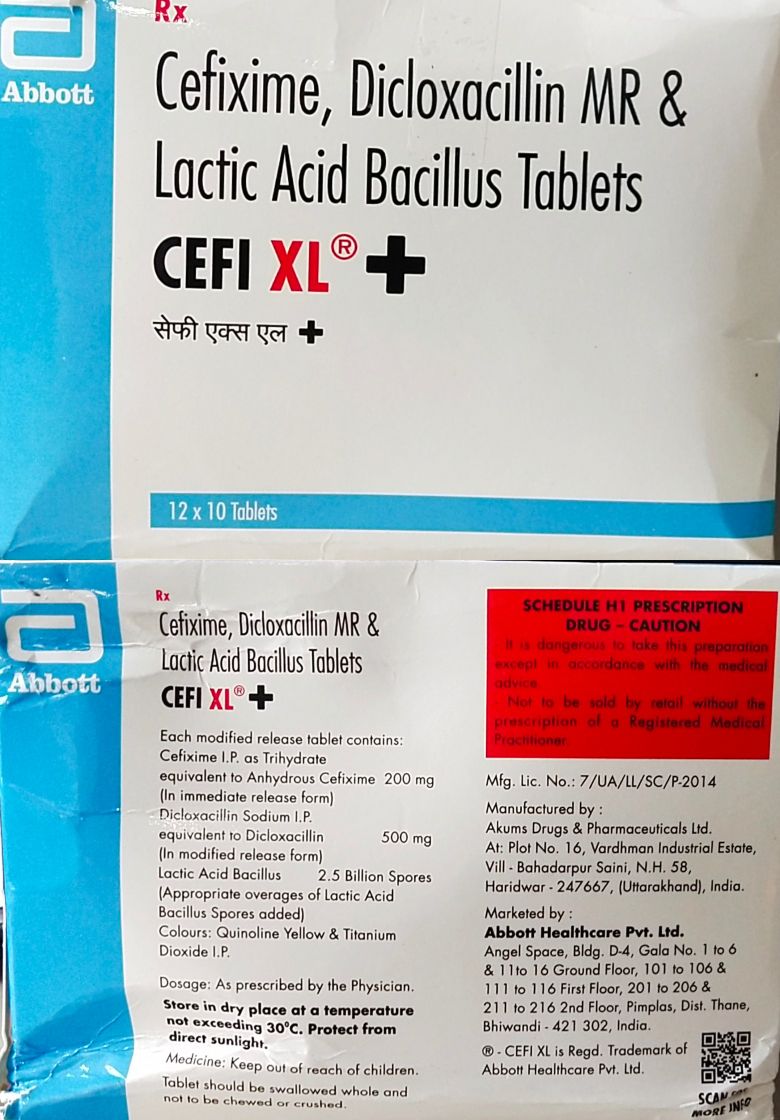 Rx
Abbott
Cefixime, Dicloxacillin MR &
Lactic Acid Bacillus Tablets
CEFI XL® +
सेफी एक्स एल +
12 x 10 Tablets
Abbott
Rx
Cefixime, Dicloxacillin MR &
Lactic Acid Bacillus Tablets
CEFI XL® +
Each modified release tablet contains:
Cefixime I.P. as Trihydrate
equivalent to Anhydrous Cefixime 200 mg
(In immediate release form)
Dicloxacillin Sodium I.P.
equivalent to Dicloxacillin 500 mg
(In modified release form)
Lactic Acid Bacillus 2.5 Billion Spores
(Appropriate overages of Lactic Acid
Bacillus Spores added)
Colours: Quinoline Yellow & Titanium
Dioxide I.P.
Dosage: As prescribed by the Physician.
Store in dry place at a temperature
not exceeding 30°C. Protect from
direct sunlight.
Medicine: Keep out of reach of children.
Tablet should be swallowed whole and
not to be chewed or crushed.
SCHEDULE H1 PRESCRIPTION
DRUG – CAUTION
It is dangerous to take this preparation
except in accordance with the medical
advice.
Not to be sold by retail without the
prescription of a Registered Medical
Practitioner.
Mfg. Lic. No.: 7/UA/LL/SC/P-2014
Manufactured by :
Akums Drugs & Pharmaceuticals Ltd.
At: Plot No. 16, Vardhman Industrial Estate,
Vill - Bahadarpur Saini, N.H. 58,
Haridwar - 247667, (Uttarakhand), India.
Marketed by :
Abbott Healthcare Pvt. Ltd.
Angel Space, Bldg. D-4, Gala No. 1 to 6
& 11to 16 Ground Floor, 101 to 106 &
111 to 116 First Floor, 201 to 206 &
211 to 216 2nd Floor, Pimplas, Dist. Thane,
Bhiwandi - 421 302, India.
® - CEFI XL is Regd. Trademark of
Abbott Healthcare Pvt. Ltd.
SCAN FOR
MORE INFO